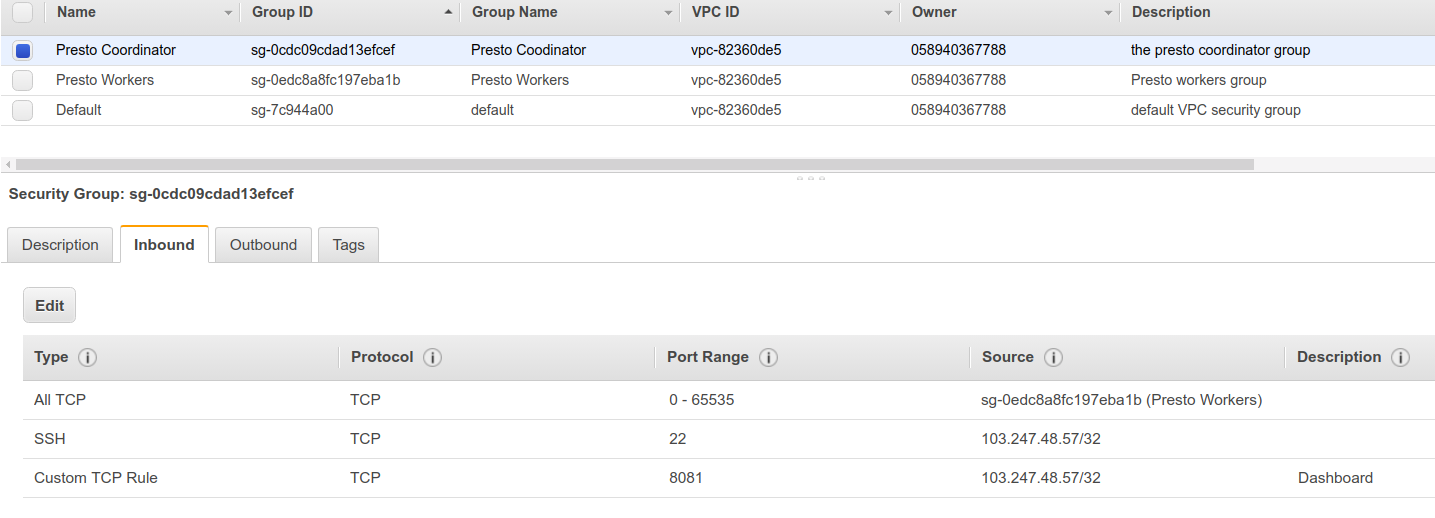 Name Group ID Group Name VPC ID Owner Description
Presto Coordinator sg-0cdc09cdad13efcef Presto Coodinator vpc-82360de5 058940367788 the presto coordinator group
Presto Workers sg-0edc8a8fc197eba1b Presto Workers vpc-82360de5 058940367788 Presto workers group
Default sg-7c944a00 default vpc-82360de5 058940367788 default VPC security group
Security Group: sg-0cdc09cdad13efcef
Description Inbound Outbound Tags
Edit
Type i Protocol i Port Range i Source i Description i
All TCP TCP 0 - 65535 sg-0edc8a8fc197eba1b (Presto Workers)
SSH TCP 22 103.247.48.57/32
Custom TCP Rule TCP 8081 103.247.48.57/32 Dashboard